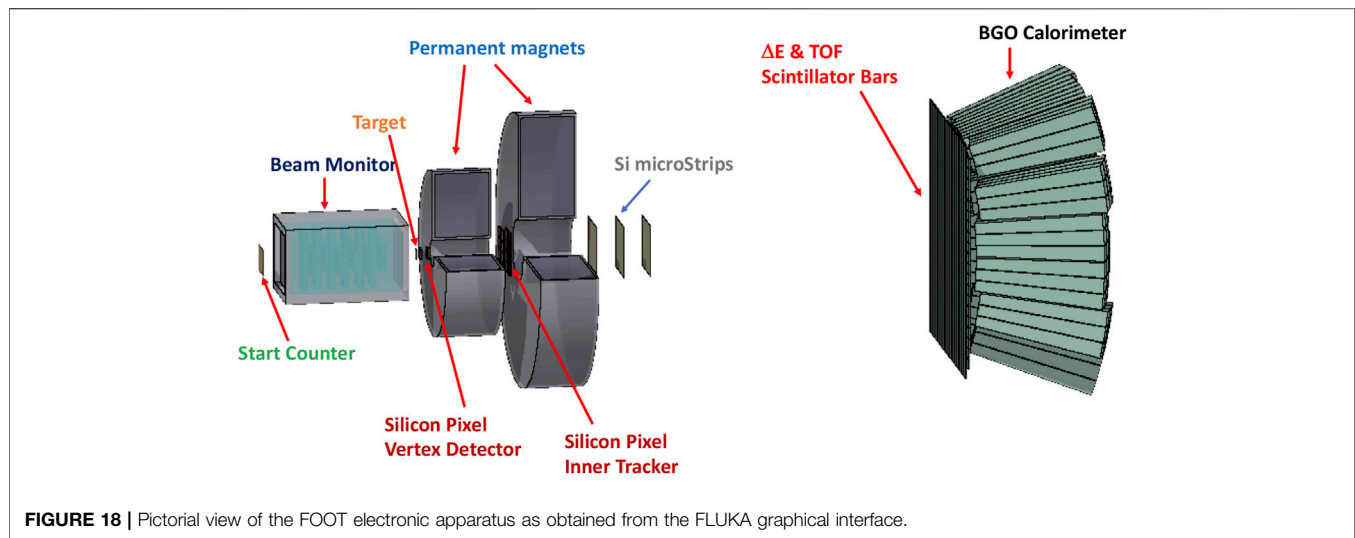 Permanent magnets
BGO Calorimeter
ΔE & TOF
Scintillator Bars
Target
Beam Monitor
Si microStrips
Start Counter
Silicon Pixel
Vertex Detector
Silicon Pixel
Inner Tracker
FIGURE 18 | Pictorial view of the FOOT electronic apparatus as obtained from the FLUKA graphical interface.